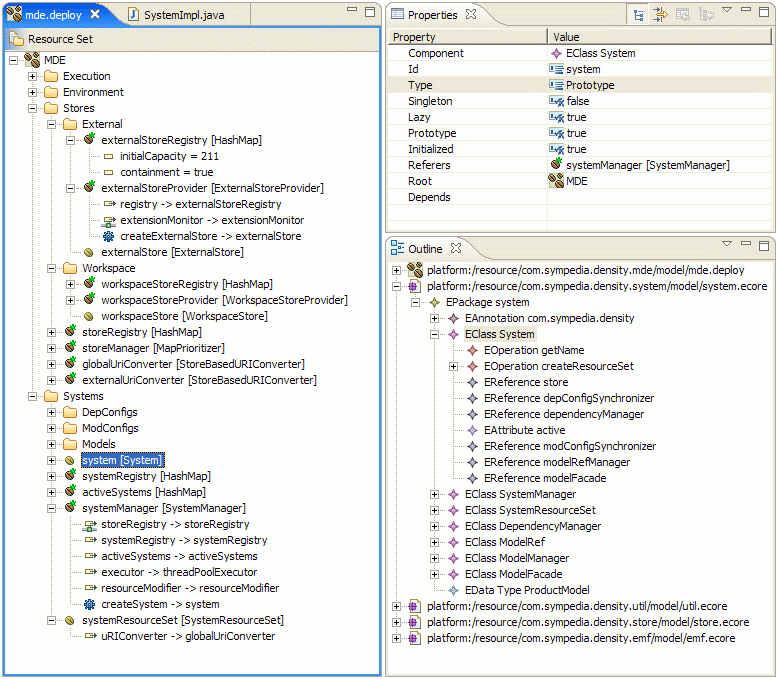 mde.deploy
SystemImpl.java
Resource Set
MDE
Execution
Environment
Stores
External
externalStoreRegistry [HashMap]
initialCapacity = 211
containment = true
externalStoreProvider [ExternalStoreProvider]
registry -> externalStoreRegistry
extensionMonitor -> extensionMonitor
createExternalStore -> externalStore
externalStore [ExternalStore]
Workspace
workspaceStoreRegistry [HashMap]
workspaceStoreProvider [WorkspaceStoreProvider]
workspaceStore [WorkspaceStore]
storeRegistry [HashMap]
storeManager [MapPrioritizer]
globalUriConverter [StoreBasedURIConverter]
externalUriConverter [StoreBasedURIConverter]
Systems
DepConfigs
ModConfigs
Models
system [System]
systemRegistry [HashMap]
activeSystems [HashMap]
systemManager [SystemManager]
storeRegistry -> storeRegistry
systemRegistry -> systemRegistry
activeSystems -> activeSystems
executor -> threadPoolExecutor
resourceModifier -> resourceModifier
createSystem -> system
systemResourceSet [SystemResourceSet]
uRIConverter -> globalUriConverter
Properties
Property Value
Component EClass System
Id system
Type Prototype
Singleton false
Lazy true
Prototype true
Initialized true
Referers systemManager [SystemManager]
Root MDE
Depends
Outline
platform:/resource/com.sympedia.density.mde/model/mde.deploy
platform:/resource/com.sympedia.density.system/model/system.ecore
EPackage system
EAnnotation com.sympedia.density
EClass System
EOperation getName
EOperation createResourceSet
EReference store
EReference depConfigSynchronizer
EReference dependencyManager
EAttribute active
EReference modConfigSynchronizer
EReference modelRefManager
EReference modelFacade
EClass SystemManager
EClass SystemResourceSet
EClass DependencyManager
EClass ModelRef
EClass ModelManager
EClass ModelFacade
EData Type ProductModel
platform:/resource/com.sympedia.density.util/model/util.ecore
platform:/resource/com.sympedia.density.store/model/store.ecore
platform:/resource/com.sympedia.density.emf/model/emf.ecore